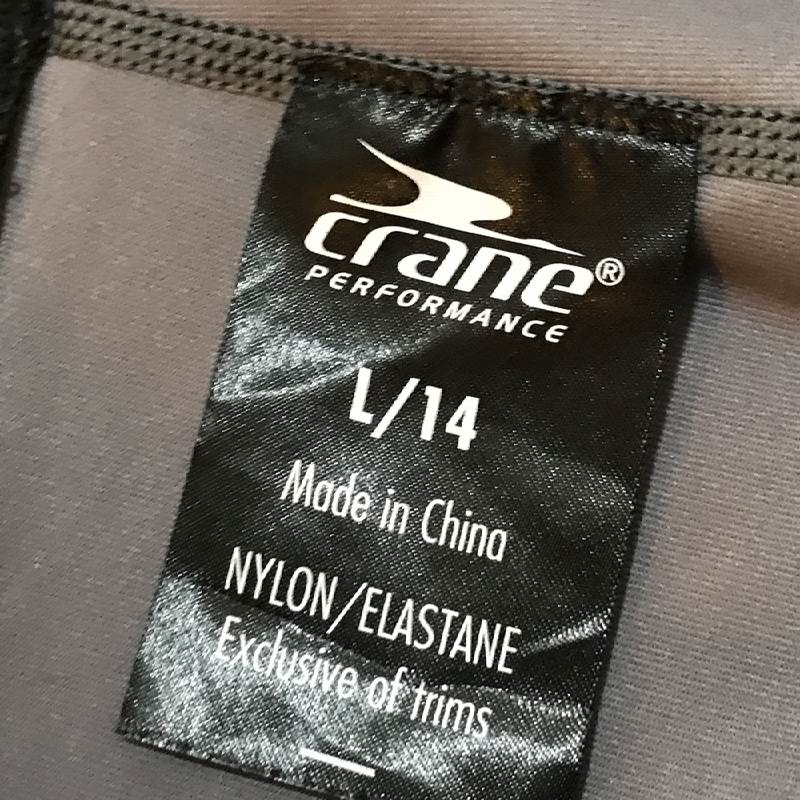 crane®
PERFORMANCE
L/14
Made in China
NYLON/ELASTANE
Exclusive of trims